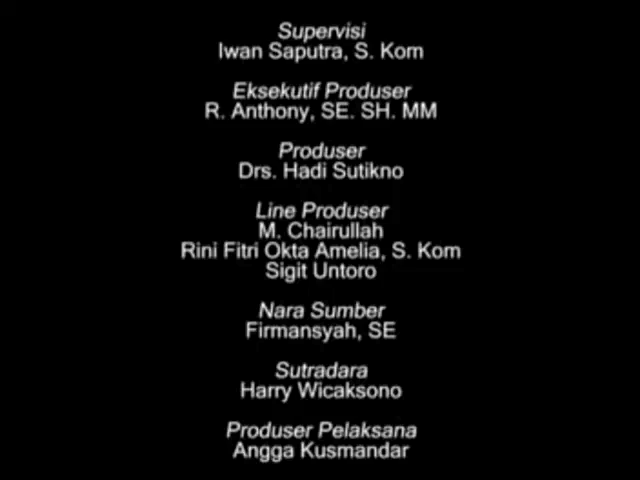 Supervisi
Iwan Saputra, S. Kom
Eksekutif Produser
R. Anthony, SE. SH. MM
Produser
Drs. Hadi Sutikno
Line Produser
M. Chairullah
Rini Fitri Okta Amelia, S. Kom
Sigit Untoro
Nara Sumber
Firmansyah, SE
Sutradara
Harry Wicaksono
Produser Pelaksana
Angga Kusmandar